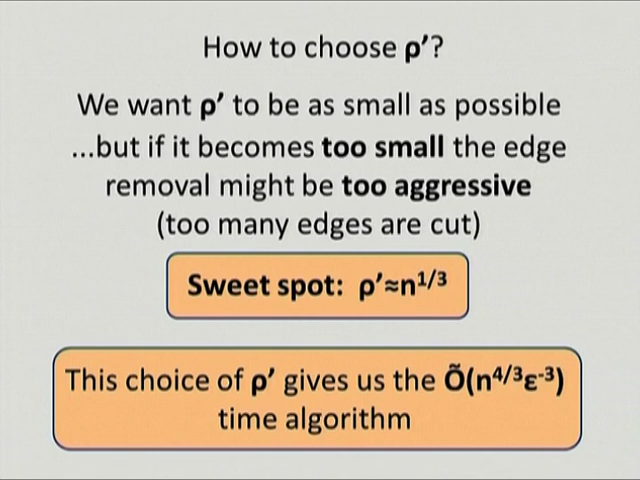 How to choose ρ’?
We want ρ’ to be as small as possible
...but if it becomes too small the edge
removal might be too aggressive
(too many edges are cut)
Sweet spot: ρ’≈n^1/3
This choice of ρ’ gives us the Õ(n^4/3ε^-3)
time algorithm